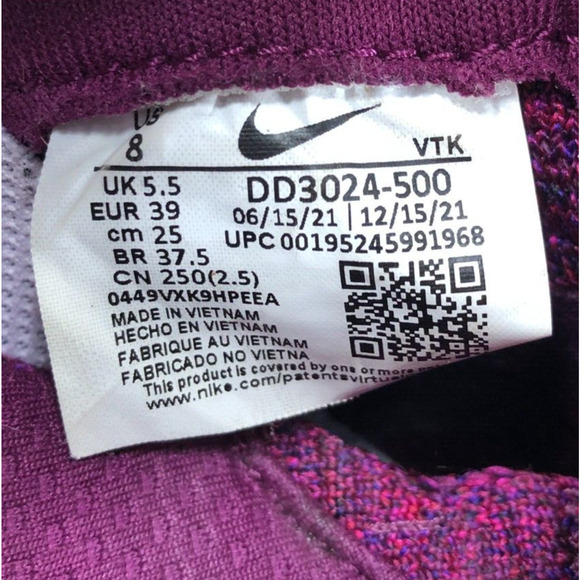 US
8
VTK
UK 5.5
EUR 39
cm 25
BR 37.5
CN 250(2.5)
DD3024-500
06/15/21 | 12/15/21
UPC 00195245991968
0449VXK9HPEEA
MADE IN VIETNAM
HECHO EN VIETNAM
FABRIQUE AU VIETNAM
FABRICADO NO VIETNA
This product is covered by one or more
www.nike.com/patentsvirtual